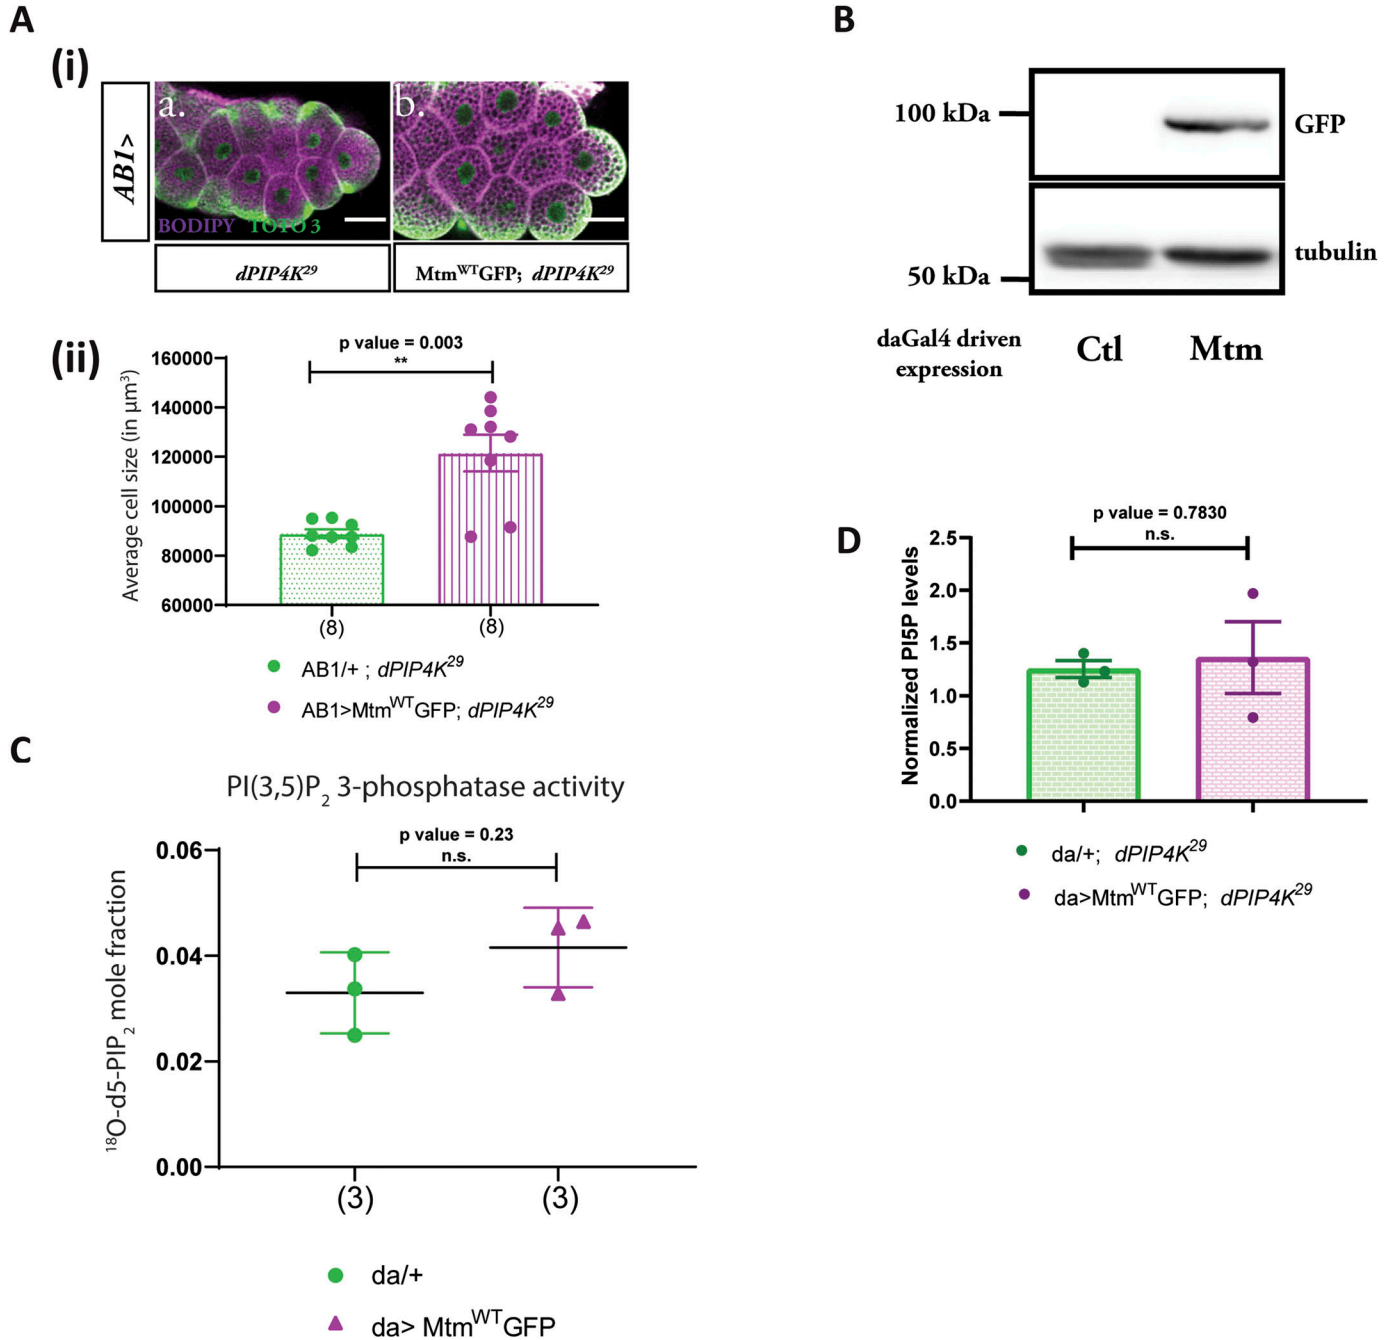 A
(i)
AB1>
a.
b.
BODIPY TOTO 3
dPIP4K²⁹
MtmᵂᵀGFP; dPIP4K²⁹
(ii)
p value = 0.003
**
Average cell size (in μm³)
160000
140000
120000
100000
80000
60000
(8)
(8)
AB1/+ ; dPIP4K²⁹
AB1>MtmᵂᵀGFP; dPIP4K²⁹
B
100 kDa
GFP
50 kDa
tubulin
daGal4 driven
expression
Ctl
Mtm
C
PI(3,5)P₂ 3-phosphatase activity
p value = 0.23
n.s.
¹⁸O-d5-PIP₂ mole fraction
0.06
0.04
0.02
0.00
(3)
(3)
da/+
da> MtmᵂᵀGFP
D
p value = 0.7830
n.s.
Normalized PI5P levels
2.5
2.0
1.5
1.0
0.5
0.0
da/+; dPIP4K²⁹
da>MtmᵂᵀGFP; dPIP4K²⁹